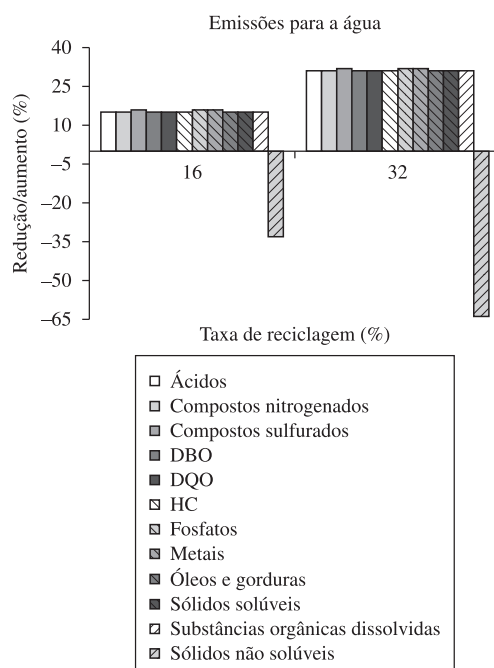 Emissões para a água
Redução/aumento (%)
40
25
10
–5
–20
–35
–50
–65
16
32
Taxa de reciclagem (%)
Ácidos
Compostos nitrogenados
Compostos sulfurados
DBO
DQO
HC
Fosfatos
Metais
Óleos e gorduras
Sólidos solúveis
Substâncias orgânicas dissolvidas
Sólidos não solúveis